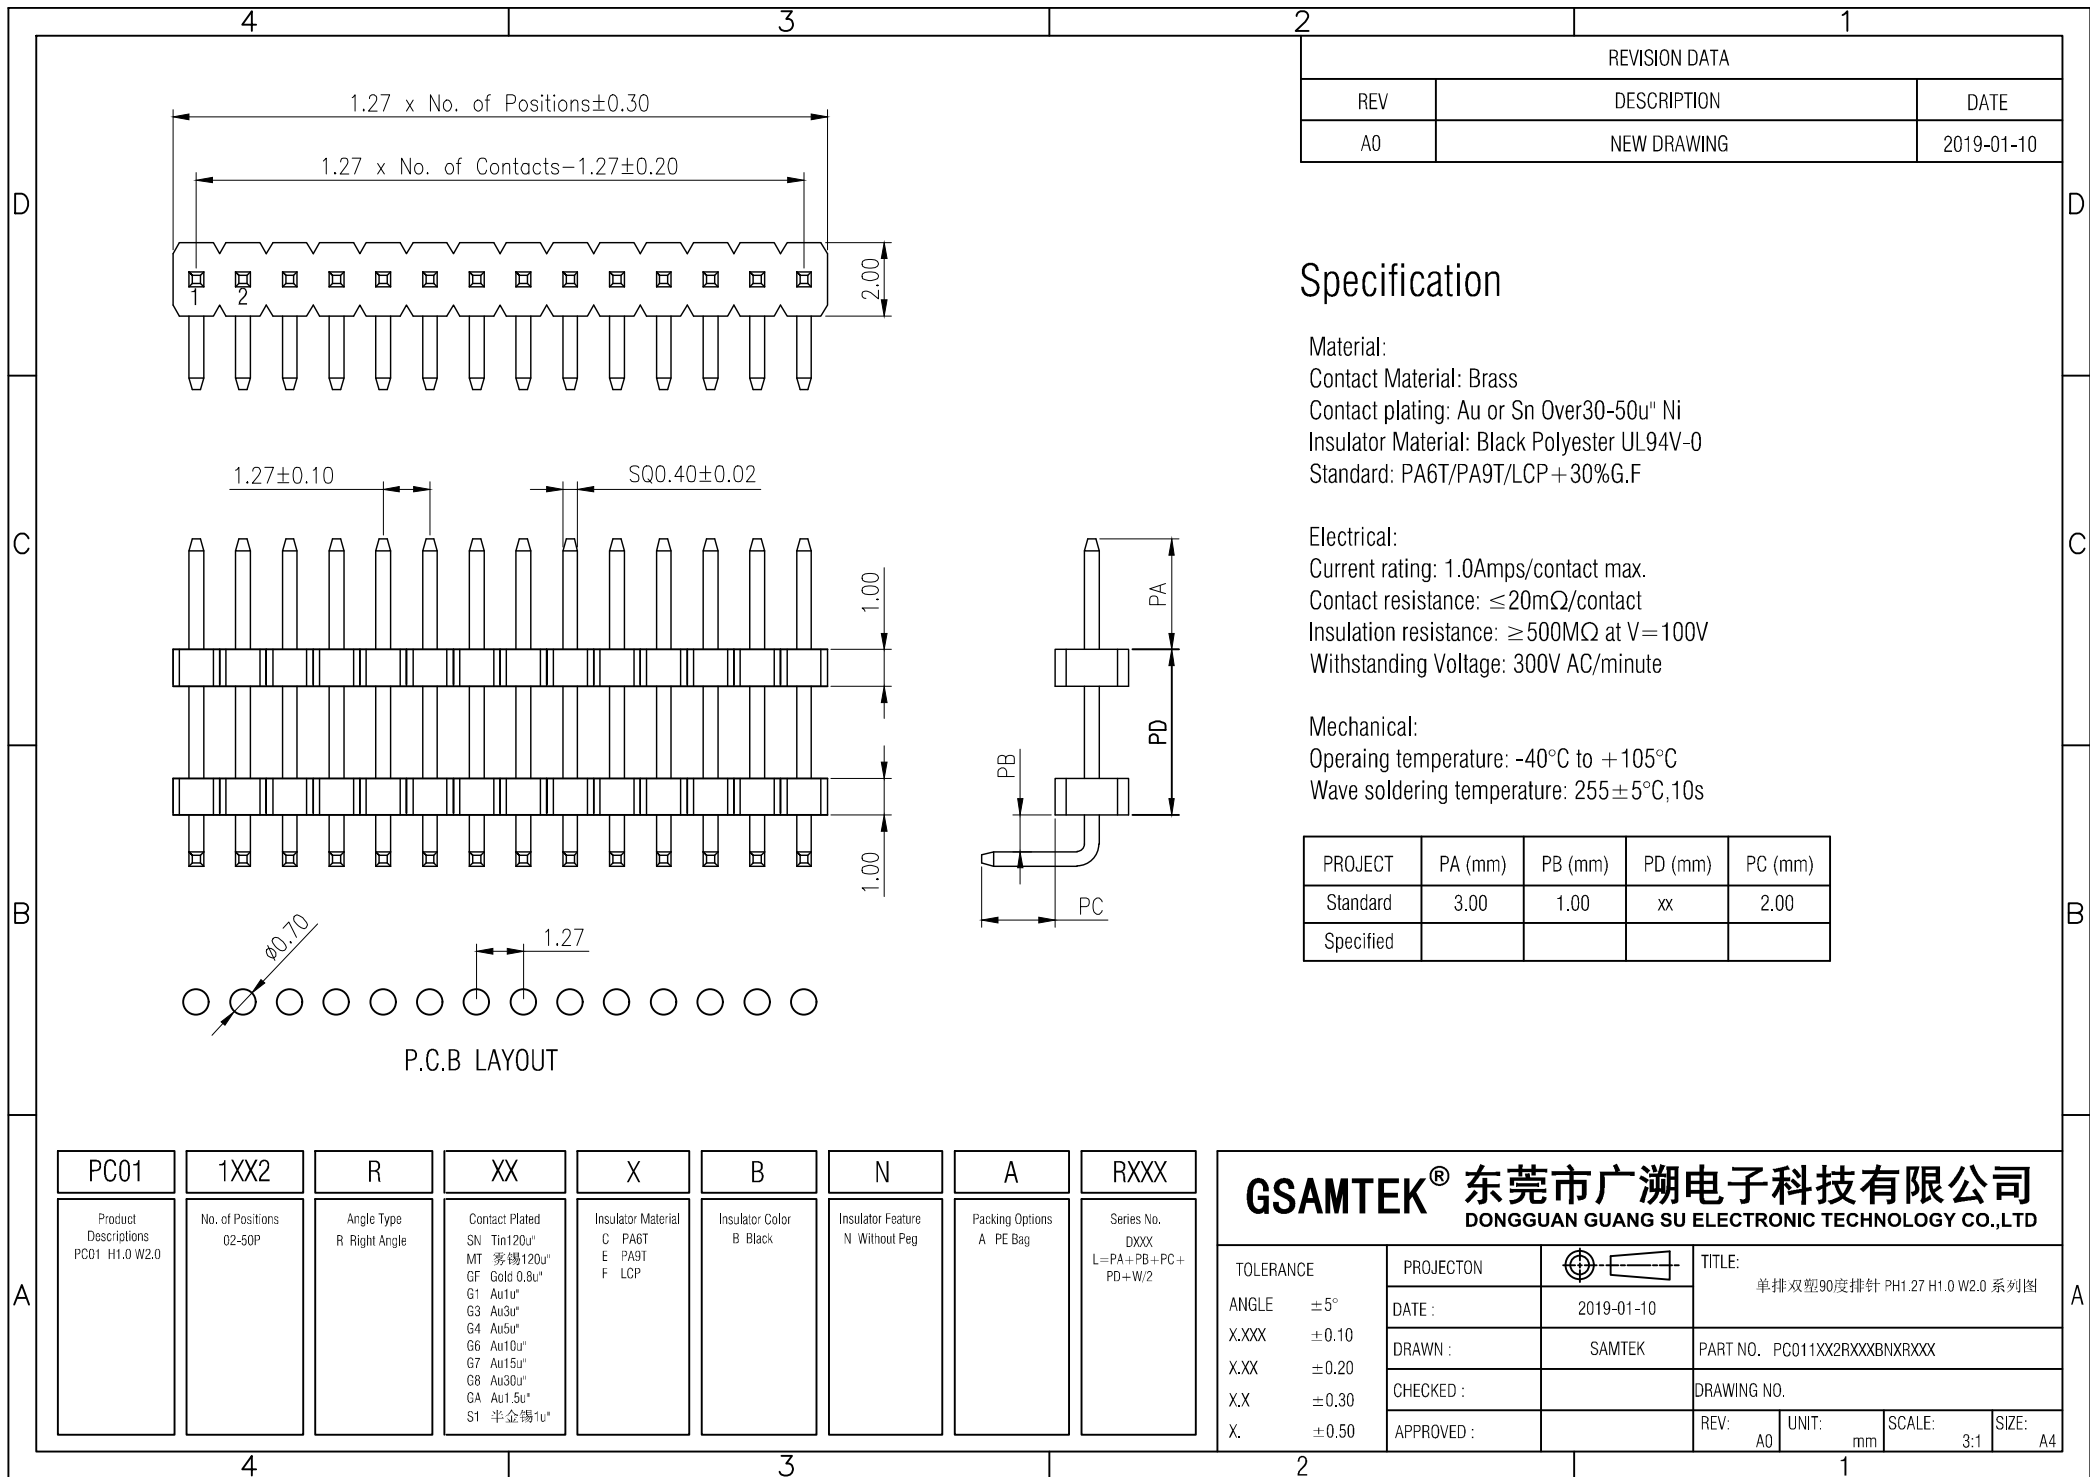 4
3
2
1
D
D
C
C
B
B
A
A
REVISION DATA
REV DESCRIPTION DATE
A0 NEW DRAWING 2019-01-10
1.27 x No. of Positions±0.30
1.27 x No. of Contacts-1.27±0.20
2.00
1 2
1.27±0.10
SQ0.40±0.02
1.00
1.00
PA
PD
PB
PC
ø0.70
1.27
P.C.B LAYOUT
Specification
Material:
Contact Material: Brass
Contact plating: Au or Sn Over30-50u" Ni
Insulator Material: Black Polyester UL94V-0
Standard: PA6T/PA9T/LCP+30%G.F
Electrical:
Current rating: 1.0Amps/contact max.
Contact resistance: ≤20mΩ/contact
Insulation resistance: ≥500MΩ at V=100V
Withstanding Voltage: 300V AC/minute
Mechanical:
Operaing temperature: -40°C to +105°C
Wave soldering temperature: 255±5°C,10s
PROJECT PA (mm) PB (mm) PD (mm) PC (mm)
Standard 3.00 1.00 xx 2.00
Specified
PC01
Product
Descriptions
PC01 H1.0 W2.0
1XX2
No. of Positions
02-50P
R
Angle Type
R Right Angle
XX
Contact Plated
SN Tin120u"
MT 雾锡120u"
GF Gold 0.8u"
G1 Au1u"
G3 Au3u"
G4 Au5u"
G6 Au10u"
G7 Au15u"
G8 Au30u"
GA Au1.5u"
S1 半金锡1u"
X
Insulator Material
C PA6T
E PA9T
F LCP
B
Insulator Color
B Black
N
Insulator Feature
N Without Peg
A
Packing Options
A PE Bag
RXXX
Series No.
DXXX
L=PA+PB+PC+
PD+W/2
GSAMTEK® 东莞市广溯电子科技有限公司
DONGGUAN GUANG SU ELECTRONIC TECHNOLOGY CO.,LTD
TOLERANCE
ANGLE ±5°
X.XXX ±0.10
X.XX ±0.20
X.X ±0.30
X. ±0.50
PROJECTON
DATE : 2019-01-10
DRAWN : SAMTEK
CHECKED :
APPROVED :
TITLE:
单排双塑90度排针 PH1.27 H1.0 W2.0 系列图
PART NO. PC011XX2RXXXBNXRXXX
DRAWING NO.
REV: A0 UNIT: mm SCALE: 3:1 SIZE: A4
4
3
2
1